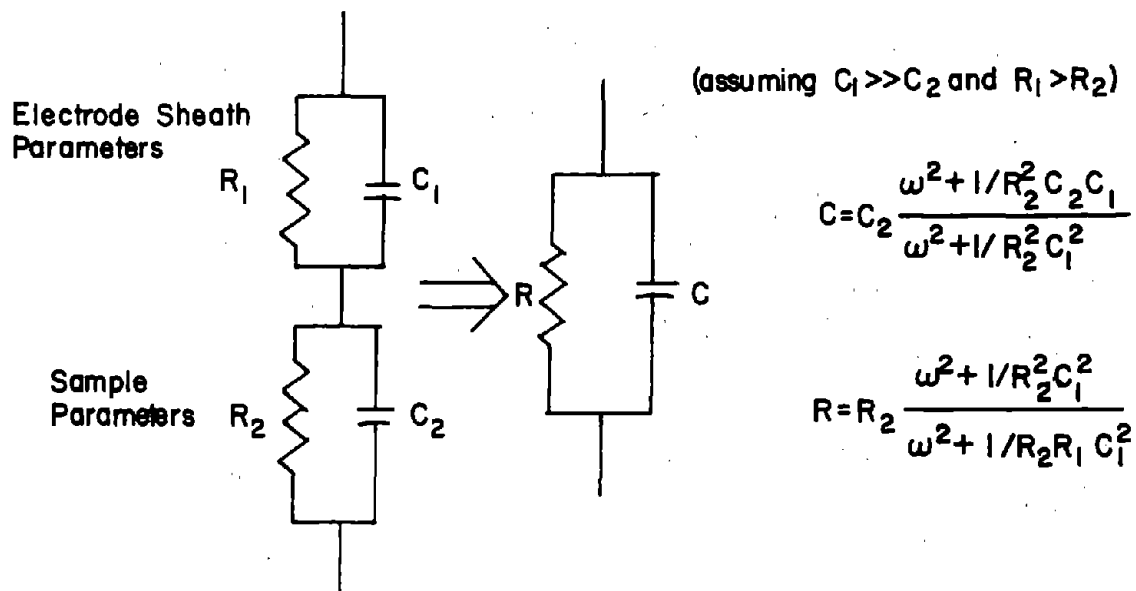 (assuming C₁>>C₂ and R₁>R₂)
Electrode Sheath
Parameters
R₁
C₁
C=C₂ (ω²+1/R₂²C₂C₁)/(ω²+1/R₂²C₁²)
R
C
Sample
Parameters
R₂
C₂
R=R₂ (ω²+1/R₂²C₁²)/(ω²+1/R₂R₁C₁²)